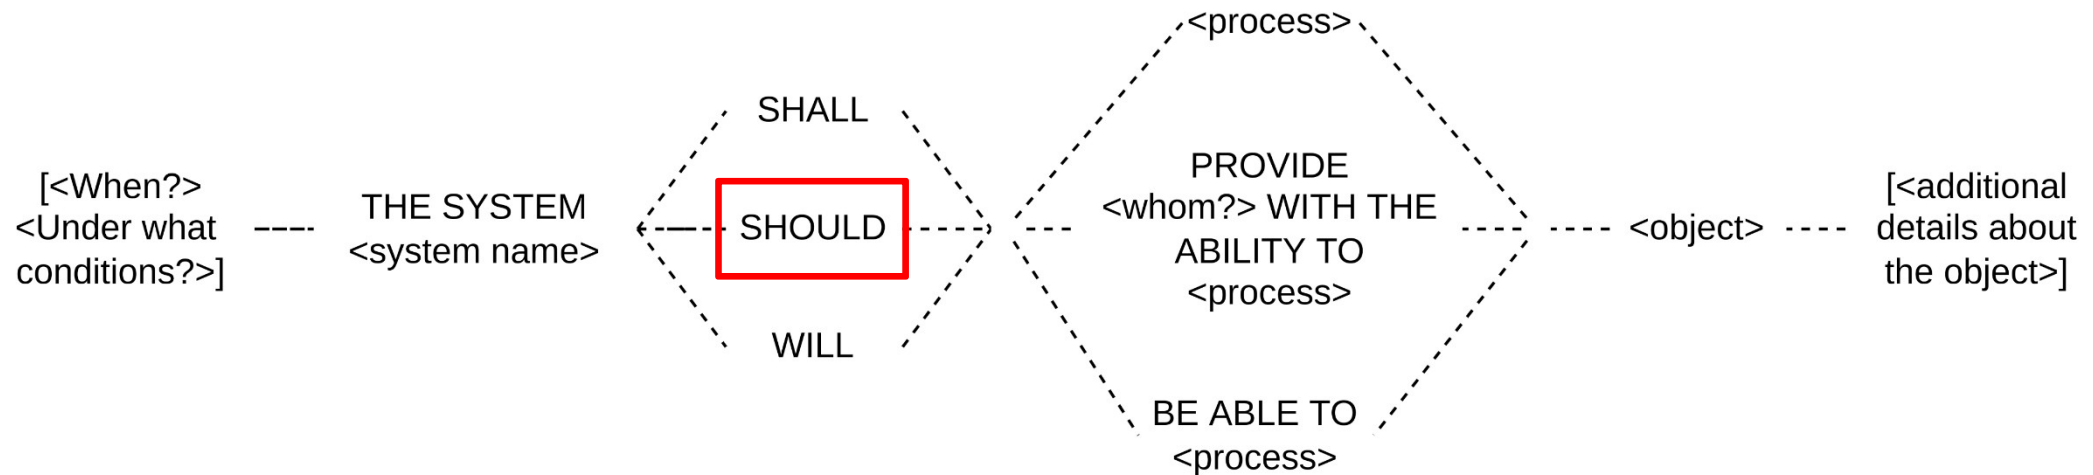 [<When?>
<Under what
conditions?>]
THE SYSTEM
<system name>
SHALL
SHOULD
WILL
<process>
PROVIDE
<whom?> WITH THE
ABILITY TO
<process>
BE ABLE TO
<process>
<object>
[<additional
details about
the object>]